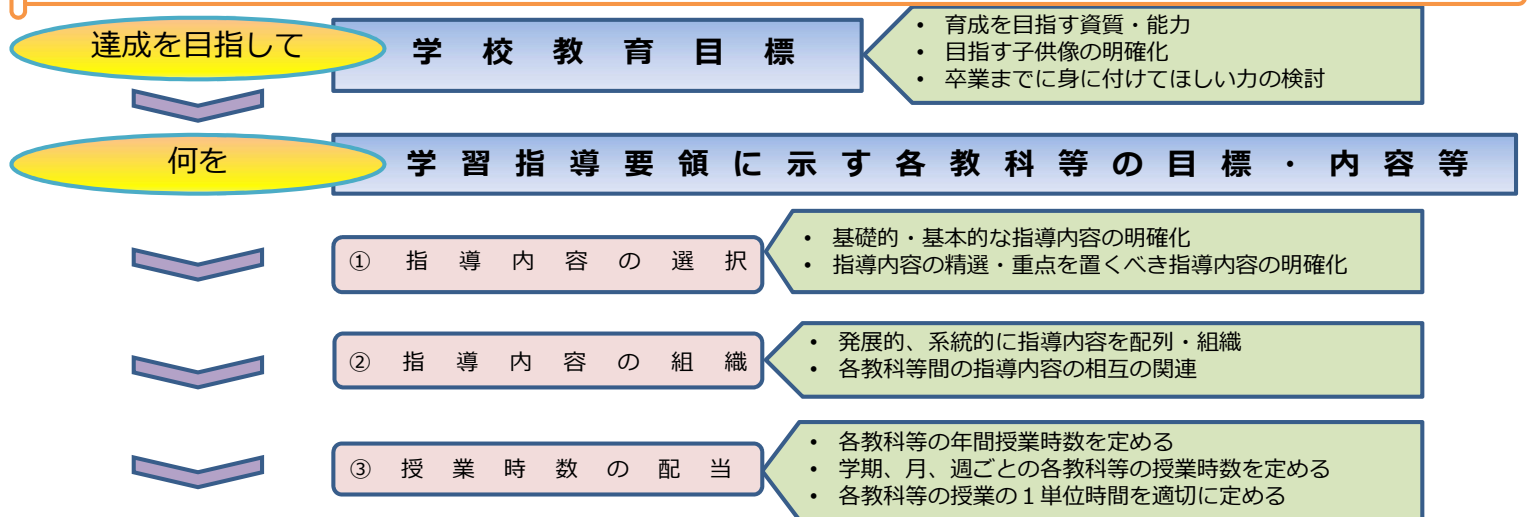 達成を目指して
学校教育目標
• 育成を目指す資質・能力
• 目指す子供像の明確化
• 卒業までに身に付けてほしい力の検討
何を
学習指導要領に示す各教科等の目標・内容等
① 指導内容の選択
• 基礎的・基本的な指導内容の明確化
• 指導内容の精選・重点を置くべき指導内容の明確化
② 指導内容の組織
• 発展的、系統的に指導内容を配列・組織
• 各教科等間の指導内容の相互の関連
③ 授業時数の配当
• 各教科等の年間授業時数を定める
• 学期、月、週ごとの各教科等の授業時数を定める
• 各教科等の授業の１単位時間を適切に定める